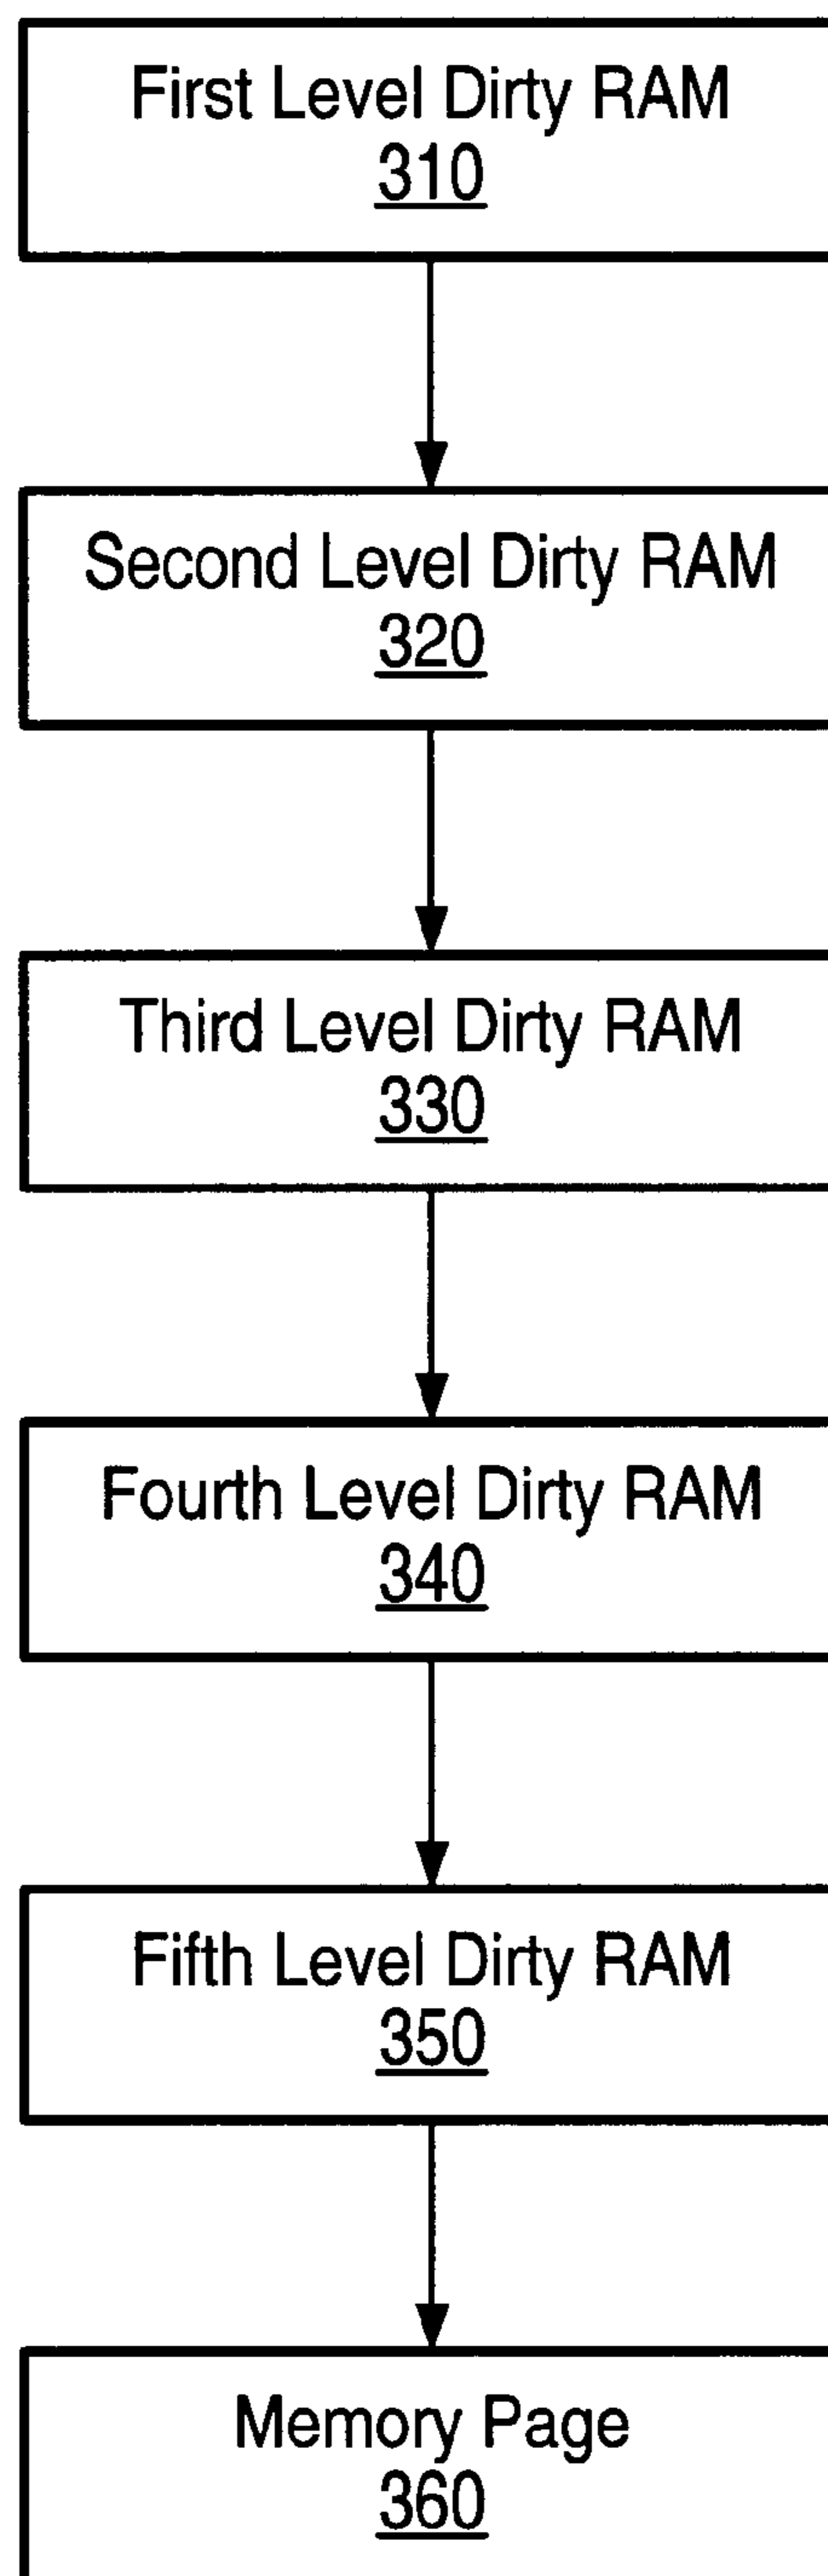 First Level Dirty RAM
310
Second Level Dirty RAM
320
Third Level Dirty RAM
330
Fourth Level Dirty RAM
340
Fifth Level Dirty RAM
350
Memory Page
360